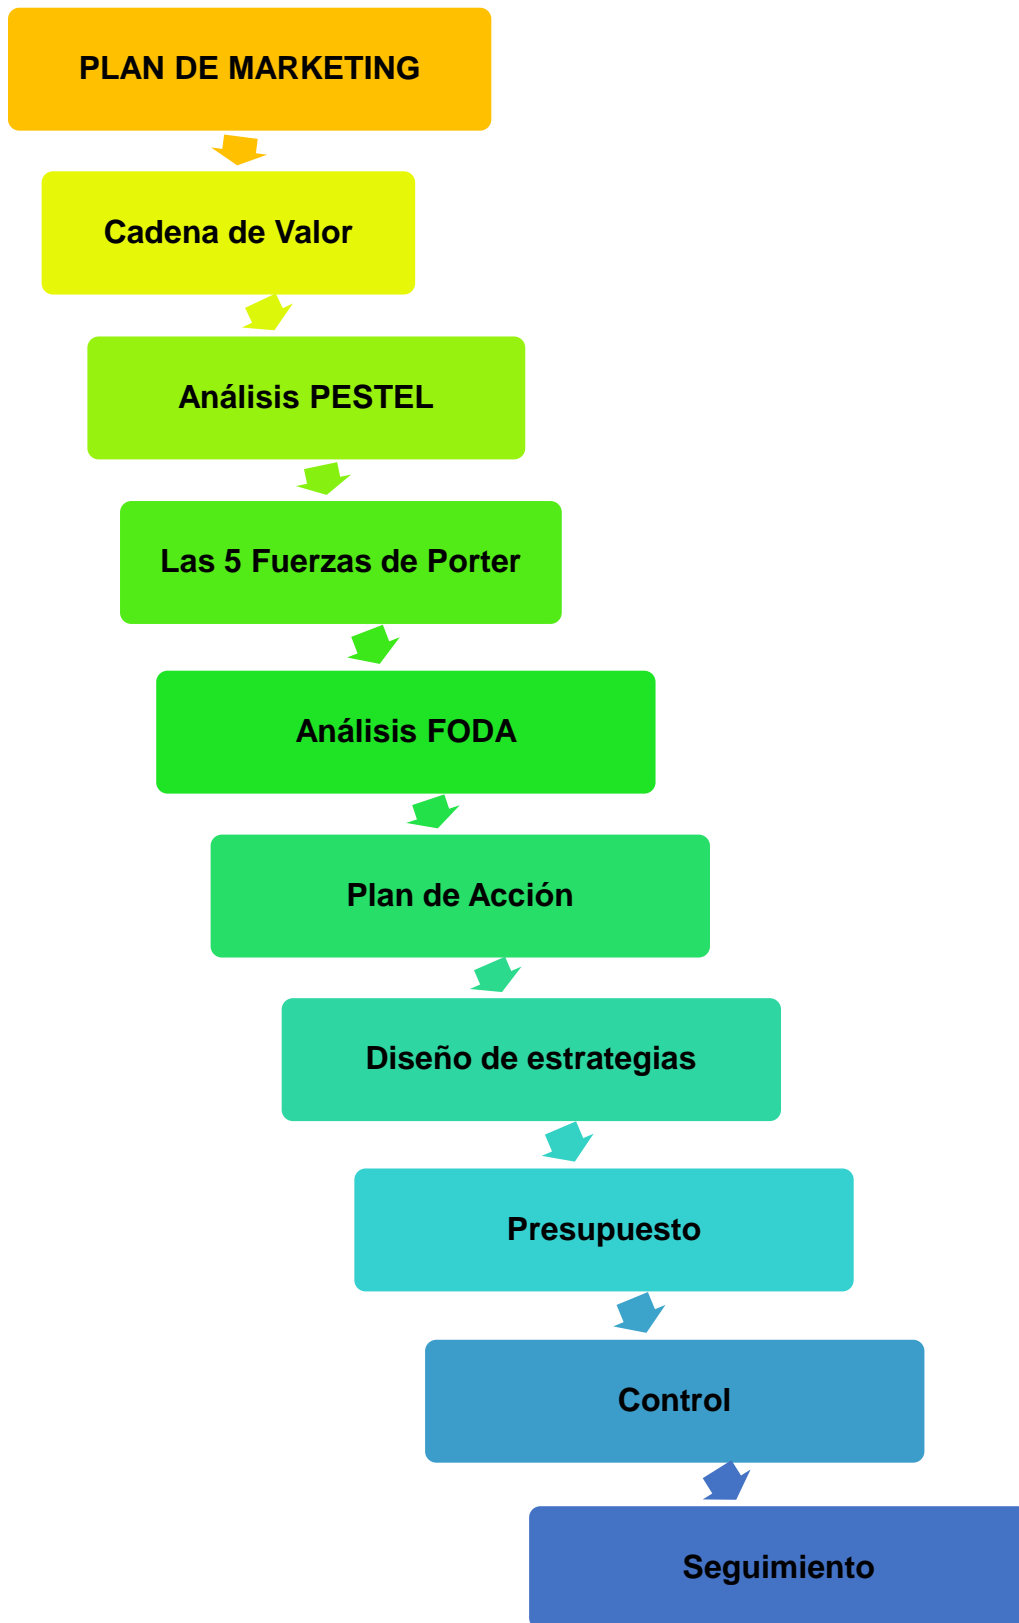 PLAN DE MARKETING
Cadena de Valor
Análisis PESTEL
Las 5 Fuerzas de Porter
Análisis FODA
Plan de Acción
Diseño de estrategias
Presupuesto
Control
Seguimiento